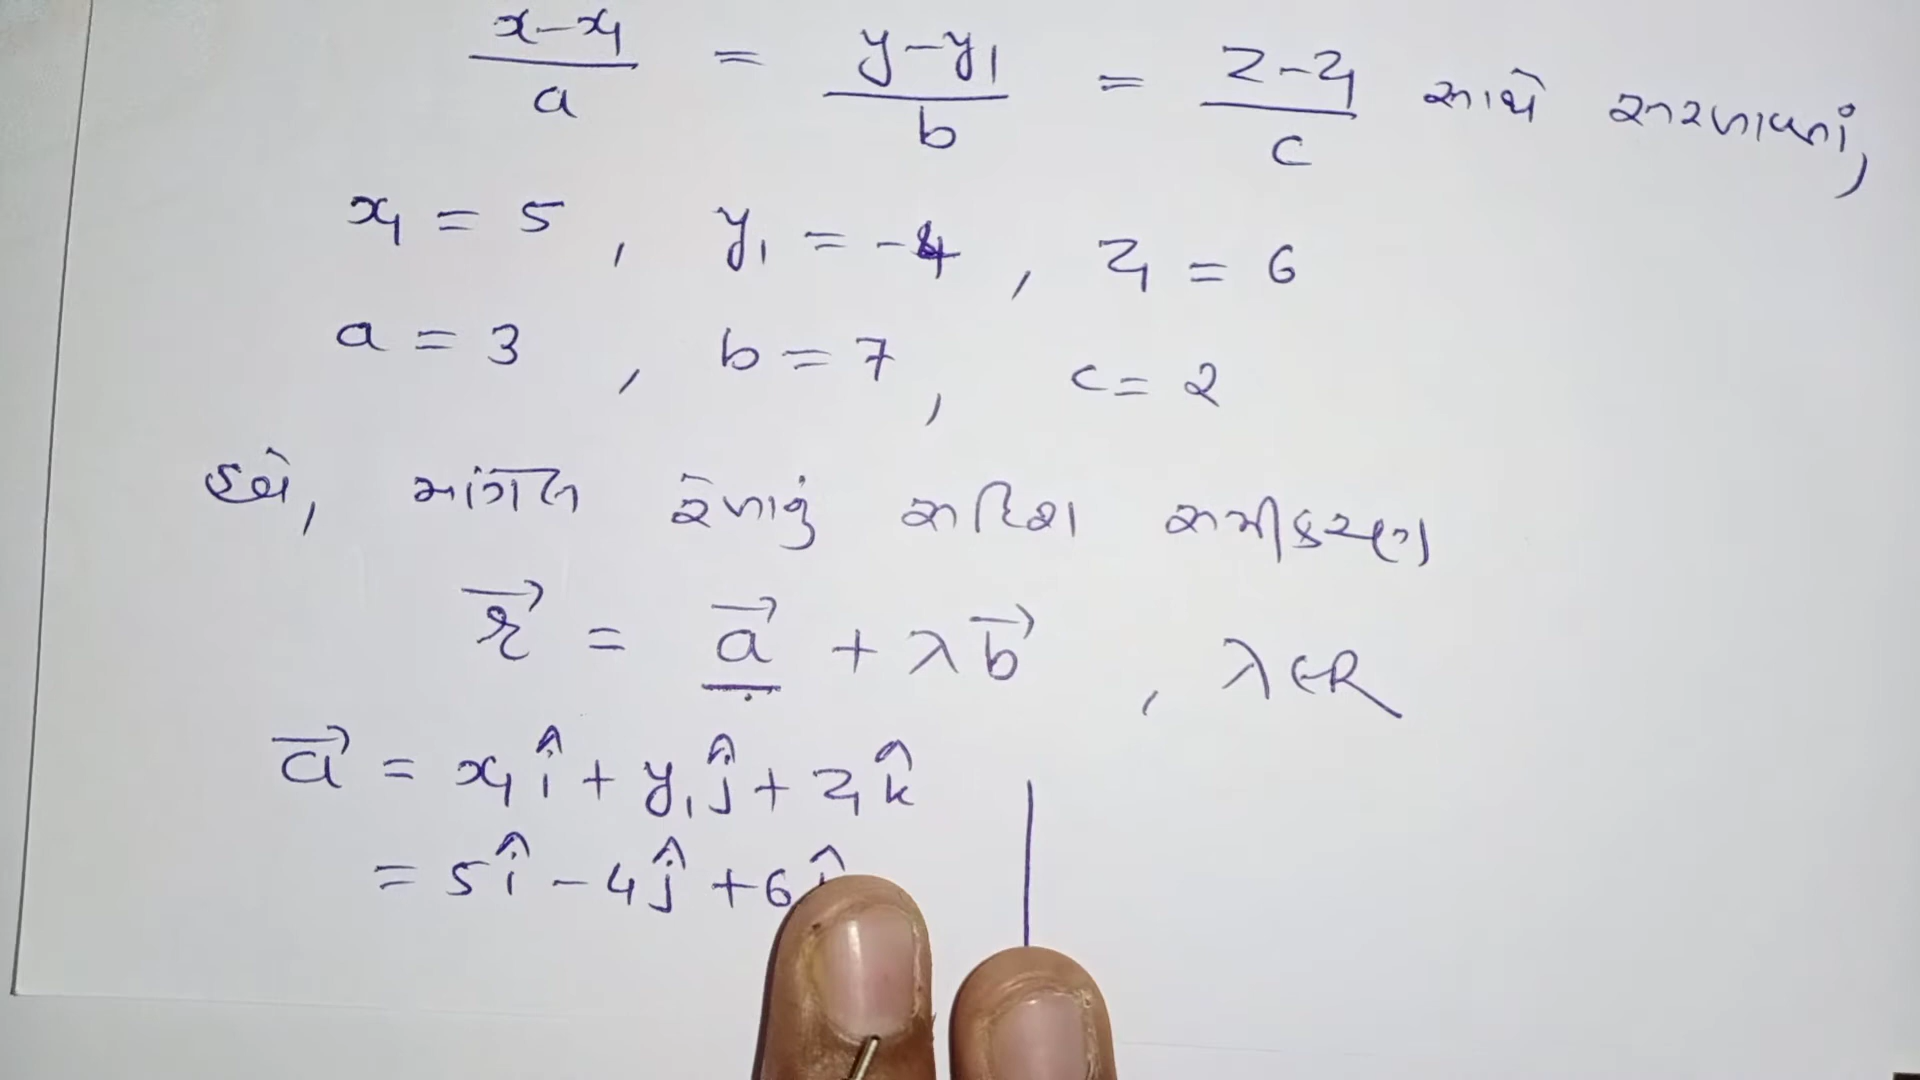 x-x₁/a = y-y₁/b = z-z₁/c સાથે સરખાવતાં,
x₁ = 5 , y₁ = -4 , z₁ = 6
a = 3 , b = 7 , c = 2
હવે, માંગેલ રેખાનું સદિશ સમીકરણ
r⃗ = a⃗ + λb⃗ , λ∈R
a⃗ = x₁î + y₁ĵ + z₁k̂
= 5î - 4ĵ + 6